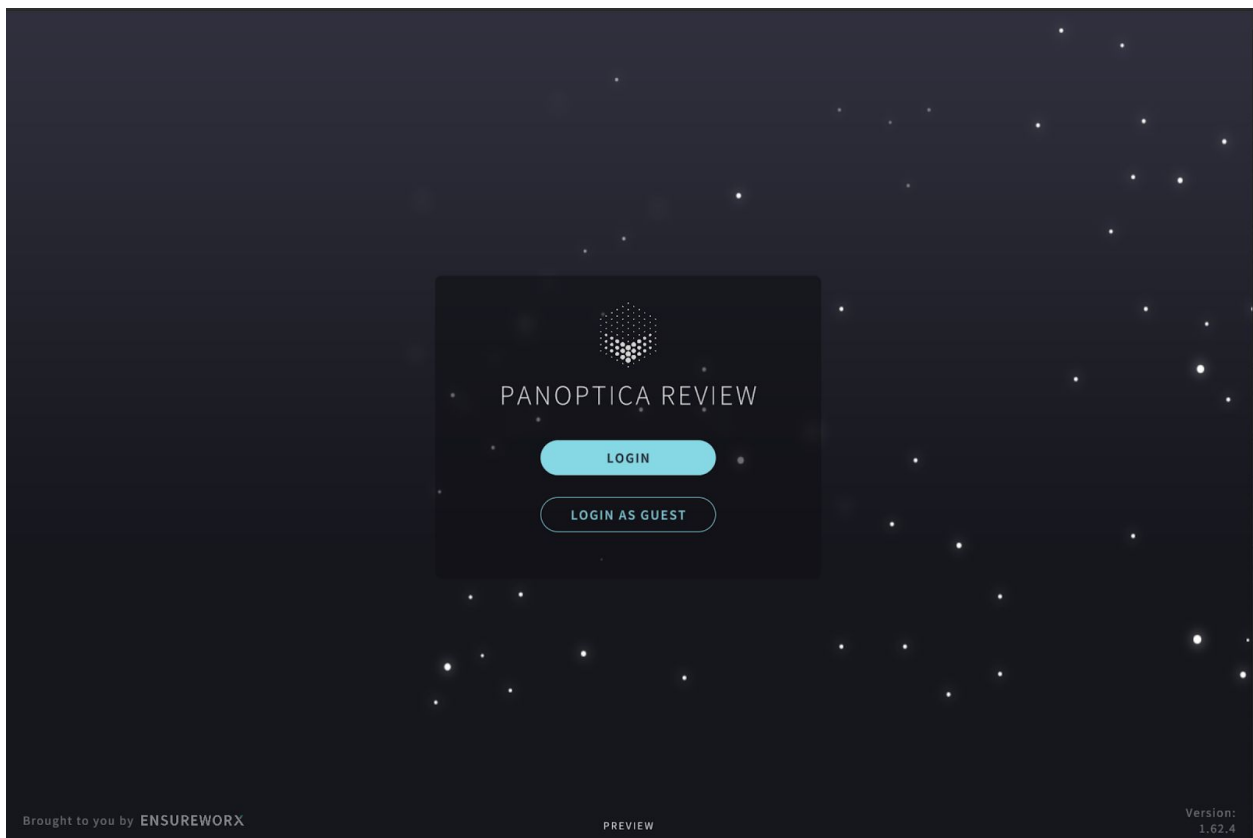 PANOPTICA REVIEW
LOGIN
LOGIN AS GUEST
Brought to you by ENSUREWORX
PREVIEW
Version:
1.62.4